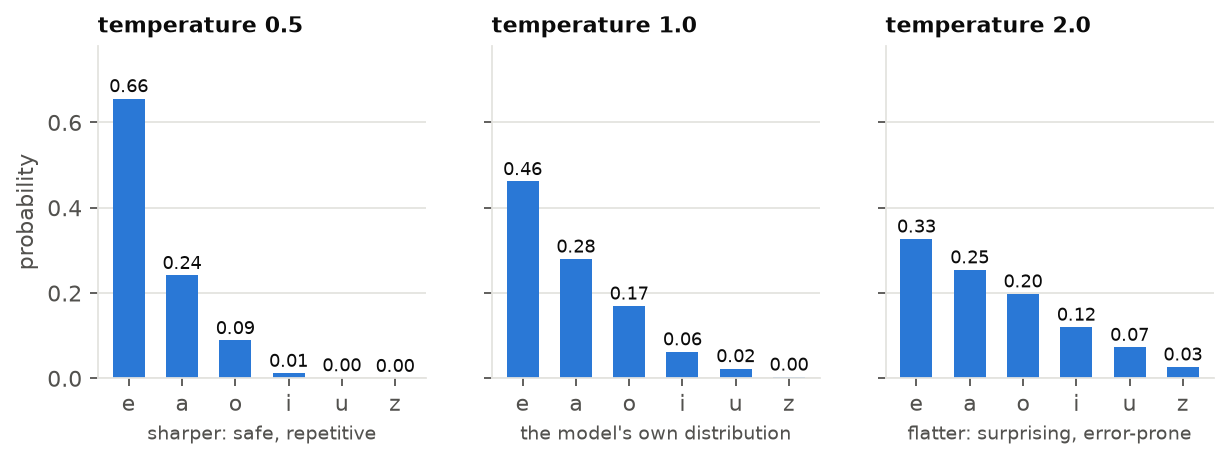 temperature 0.5
temperature 1.0
temperature 2.0
probability
0.6
0.4
0.2
0.0
0.66
0.24
0.09
0.01
0.00
0.00
e a o i u z
sharper: safe, repetitive
0.46
0.28
0.17
0.06
0.02
0.00
e a o i u z
the model's own distribution
0.33
0.25
0.20
0.12
0.07
0.03
e a o i u z
flatter: surprising, error-prone